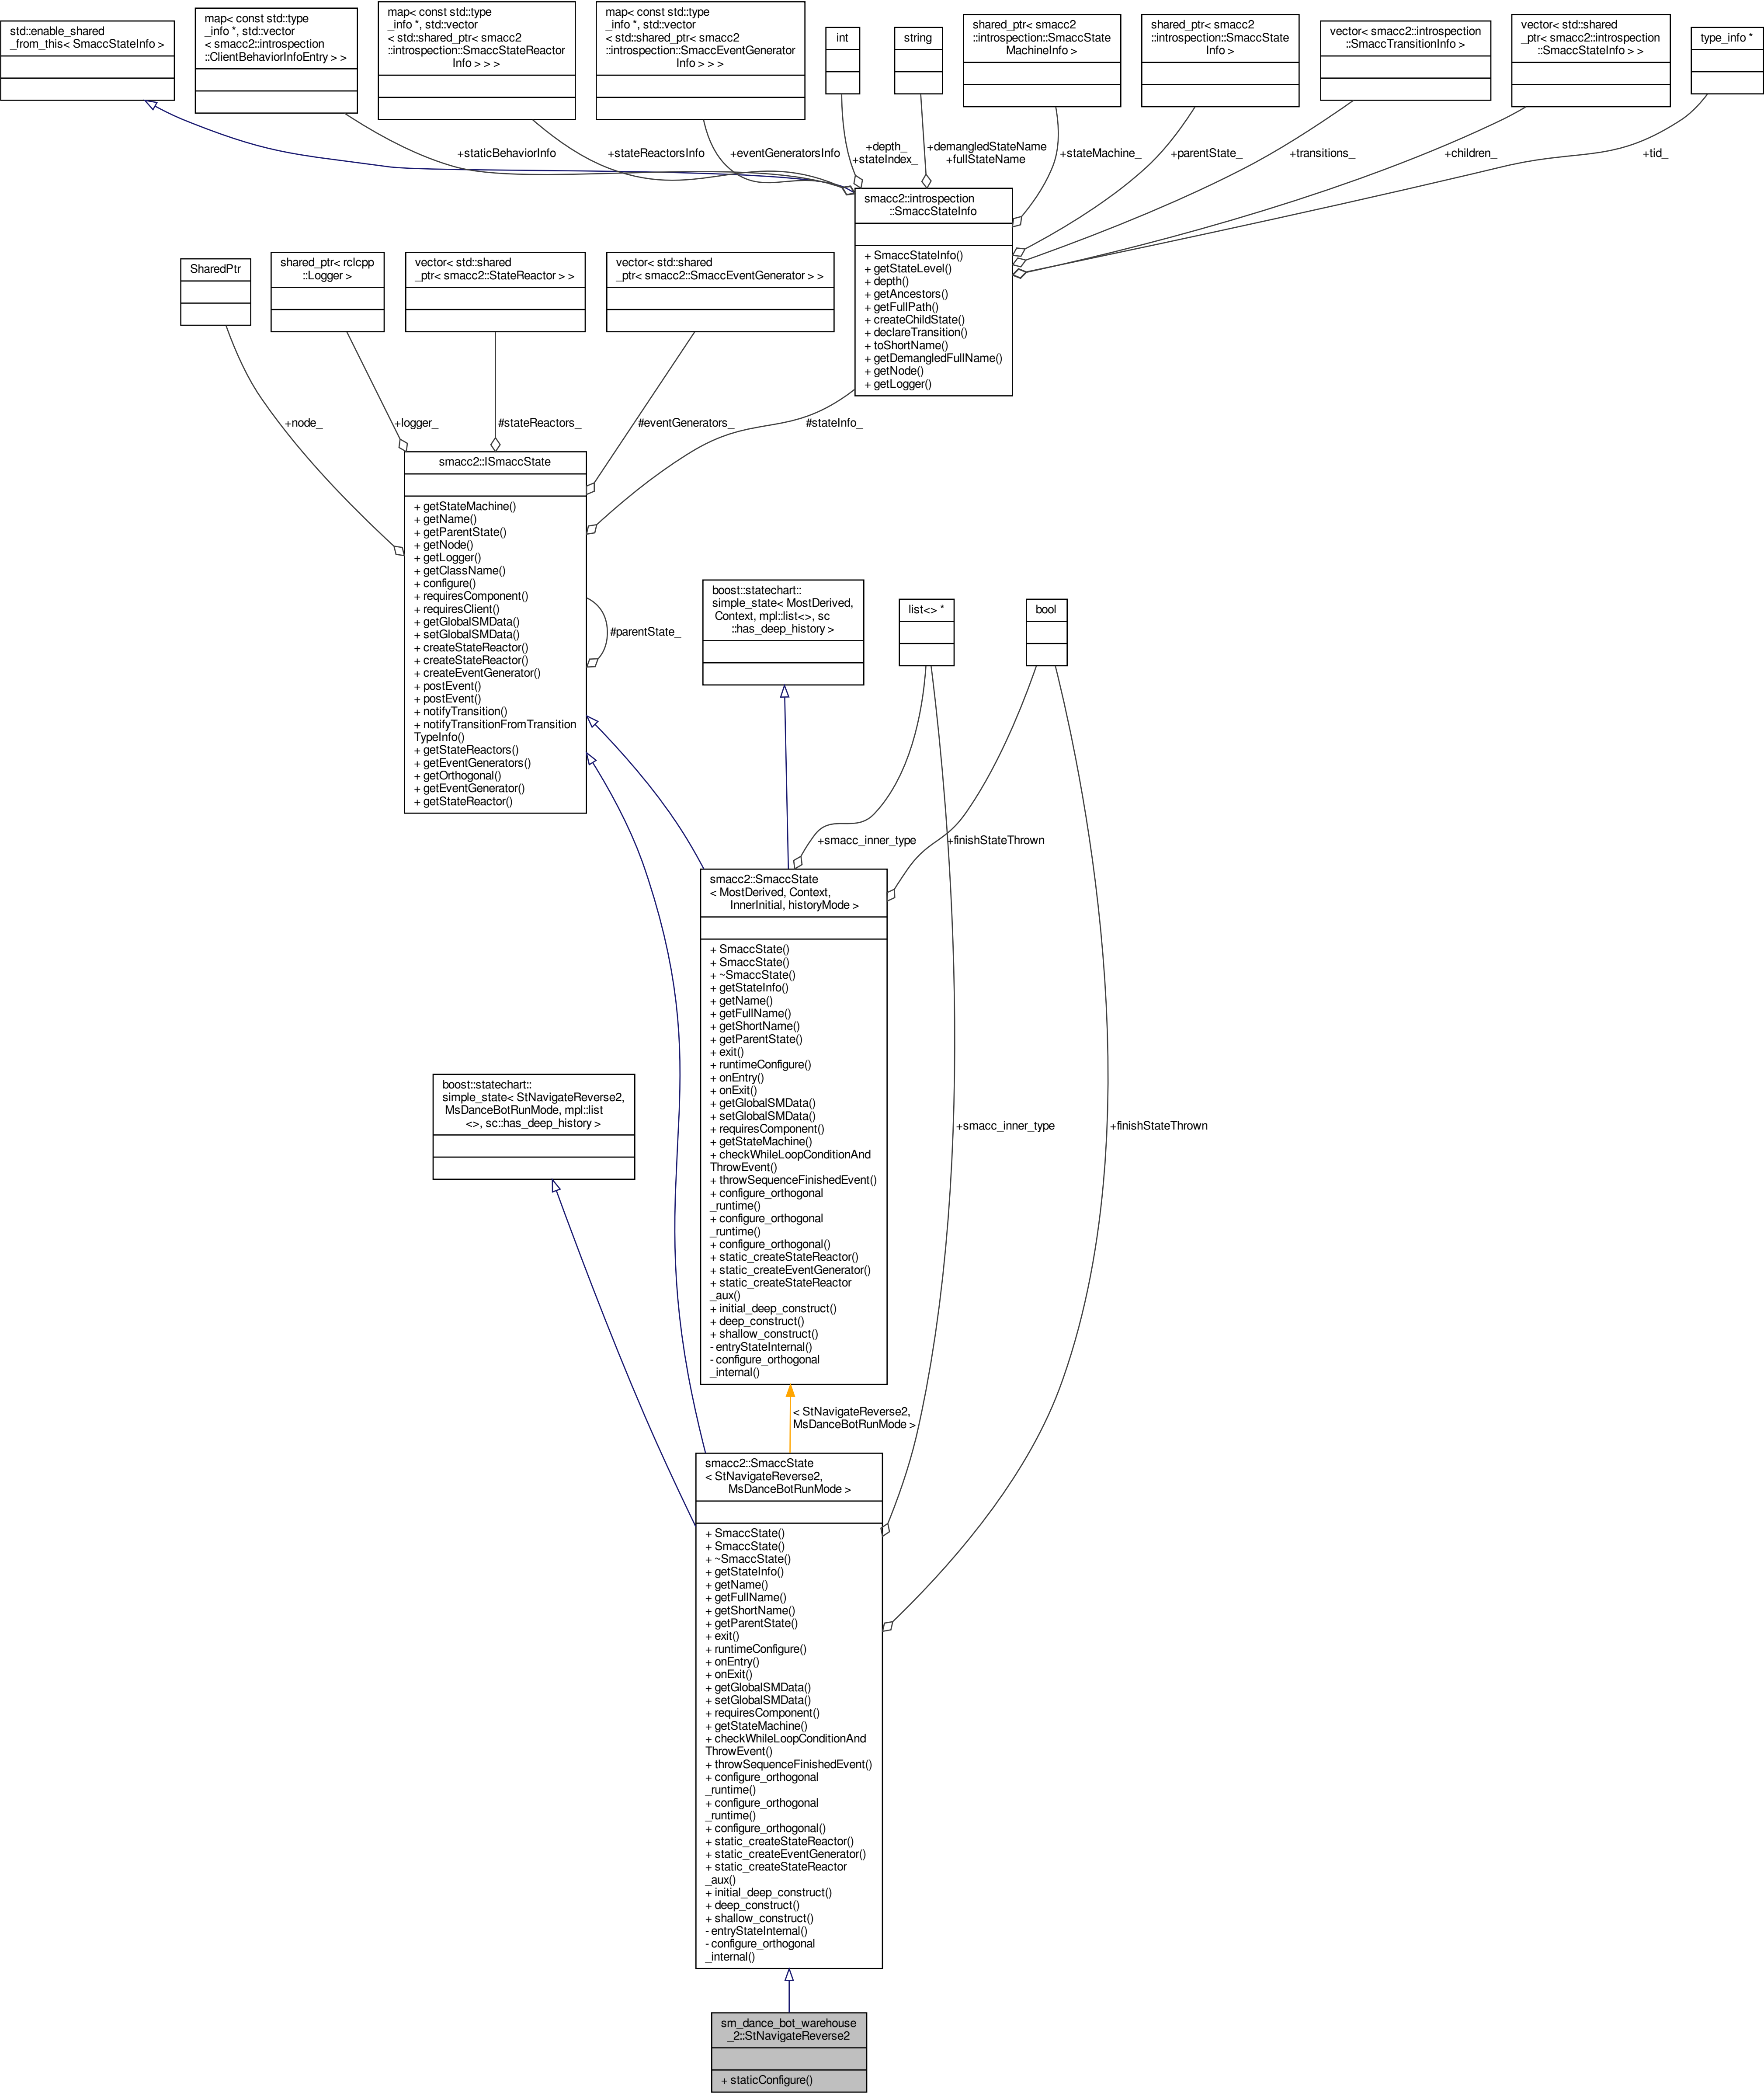 std::enable_shared
_from_this< SmaccStateInfo >
map< const std::type
_info *, std::vector
< smacc2::introspection
::ClientBehaviorInfoEntry > >
map< const std::type
_info *, std::vector
< std::shared_ptr< smacc2
::introspection::SmaccStateReactor
Info > > >
map< const std::type
_info *, std::vector
< std::shared_ptr< smacc2
::introspection::SmaccEventGenerator
Info > > >
int
string
shared_ptr< smacc2
::introspection::SmaccState
MachineInfo >
shared_ptr< smacc2
::introspection::SmaccState
Info >
vector< smacc2::introspection
::SmaccTransitionInfo >
vector< std::shared
_ptr< smacc2::introspection
::SmaccStateInfo > >
type_info *
+staticBehaviorInfo
+stateReactorsInfo
+eventGeneratorsInfo
+depth_
+stateIndex_
+demangledStateName
+fullStateName
+stateMachine_
+parentState_
+transitions_
+children_
+tid_
smacc2::introspection
::SmaccStateInfo
+ SmaccStateInfo()
+ getStateLevel()
+ depth()
+ getAncestors()
+ getFullPath()
+ createChildState()
+ declareTransition()
+ toShortName()
+ getDemangledFullName()
+ getNode()
+ getLogger()
SharedPtr
shared_ptr< rclcpp
::Logger >
vector< std::shared
_ptr< smacc2::StateReactor > >
vector< std::shared
_ptr< smacc2::SmaccEventGenerator > >
+node_
+logger_
#stateReactors_
#eventGenerators_
#stateInfo_
smacc2::ISmaccState
+ getStateMachine()
+ getName()
+ getParentState()
+ getNode()
+ getLogger()
+ getClassName()
+ configure()
+ requiresComponent()
+ requiresClient()
+ getGlobalSMData()
+ setGlobalSMData()
+ createStateReactor()
+ createStateReactor()
+ createEventGenerator()
+ postEvent()
+ postEvent()
+ notifyTransition()
+ notifyTransitionFromTransition
TypeInfo()
+ getStateReactors()
+ getEventGenerators()
+ getOrthogonal()
+ getEventGenerator()
+ getStateReactor()
#parentState_
boost::statechart::
simple_state< MostDerived,
Context, mpl::list<>, sc
::has_deep_history >
list<> *
bool
+smacc_inner_type
+finishStateThrown
smacc2::SmaccState
< MostDerived, Context,
InnerInitial, historyMode >
+ SmaccState()
+ SmaccState()
+ ~SmaccState()
+ getStateInfo()
+ getName()
+ getFullName()
+ getShortName()
+ getParentState()
+ exit()
+ runtimeConfigure()
+ onEntry()
+ onExit()
+ getGlobalSMData()
+ setGlobalSMData()
+ requiresComponent()
+ getStateMachine()
+ checkWhileLoopConditionAnd
ThrowEvent()
+ throwSequenceFinishedEvent()
+ configure_orthogonal
_runtime()
+ configure_orthogonal
_runtime()
+ configure_orthogonal()
+ static_createStateReactor()
+ static_createEventGenerator()
+ static_createStateReactor
_aux()
+ initial_deep_construct()
+ deep_construct()
+ shallow_construct()
- entryStateInternal()
- configure_orthogonal
_internal()
boost::statechart::
simple_state< StNavigateReverse2,
MsDanceBotRunMode, mpl::list
<>, sc::has_deep_history >
+smacc_inner_type
+finishStateThrown
< StNavigateReverse2,
MsDanceBotRunMode >
smacc2::SmaccState
< StNavigateReverse2,
MsDanceBotRunMode >
+ SmaccState()
+ SmaccState()
+ ~SmaccState()
+ getStateInfo()
+ getName()
+ getFullName()
+ getShortName()
+ getParentState()
+ exit()
+ runtimeConfigure()
+ onEntry()
+ onExit()
+ getGlobalSMData()
+ setGlobalSMData()
+ requiresComponent()
+ getStateMachine()
+ checkWhileLoopConditionAnd
ThrowEvent()
+ throwSequenceFinishedEvent()
+ configure_orthogonal
_runtime()
+ configure_orthogonal
_runtime()
+ configure_orthogonal()
+ static_createStateReactor()
+ static_createEventGenerator()
+ static_createStateReactor
_aux()
+ initial_deep_construct()
+ deep_construct()
+ shallow_construct()
- entryStateInternal()
- configure_orthogonal
_internal()
sm_dance_bot_warehouse
_2::StNavigateReverse2
+ staticConfigure()